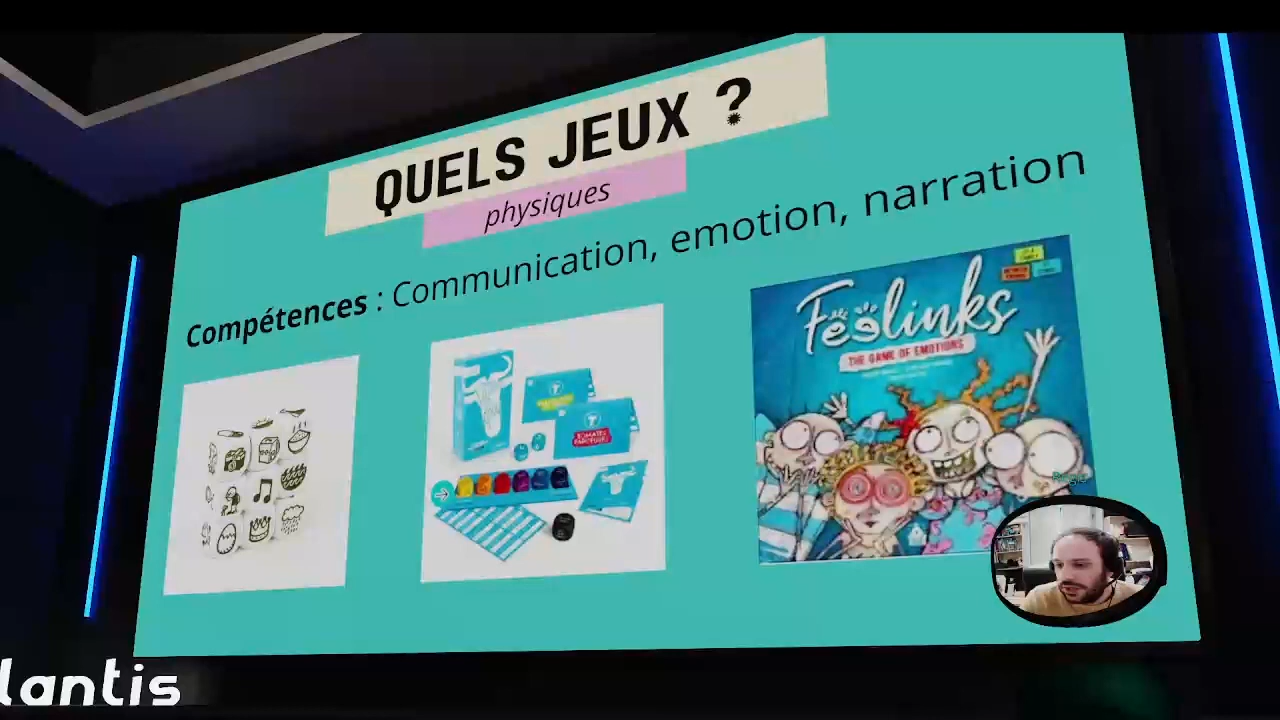 QUELS JEUX ?
physiques
Compétences : Communication, emotion, narration
Feelinks
THE GAME OF EMOTIONS
lantis